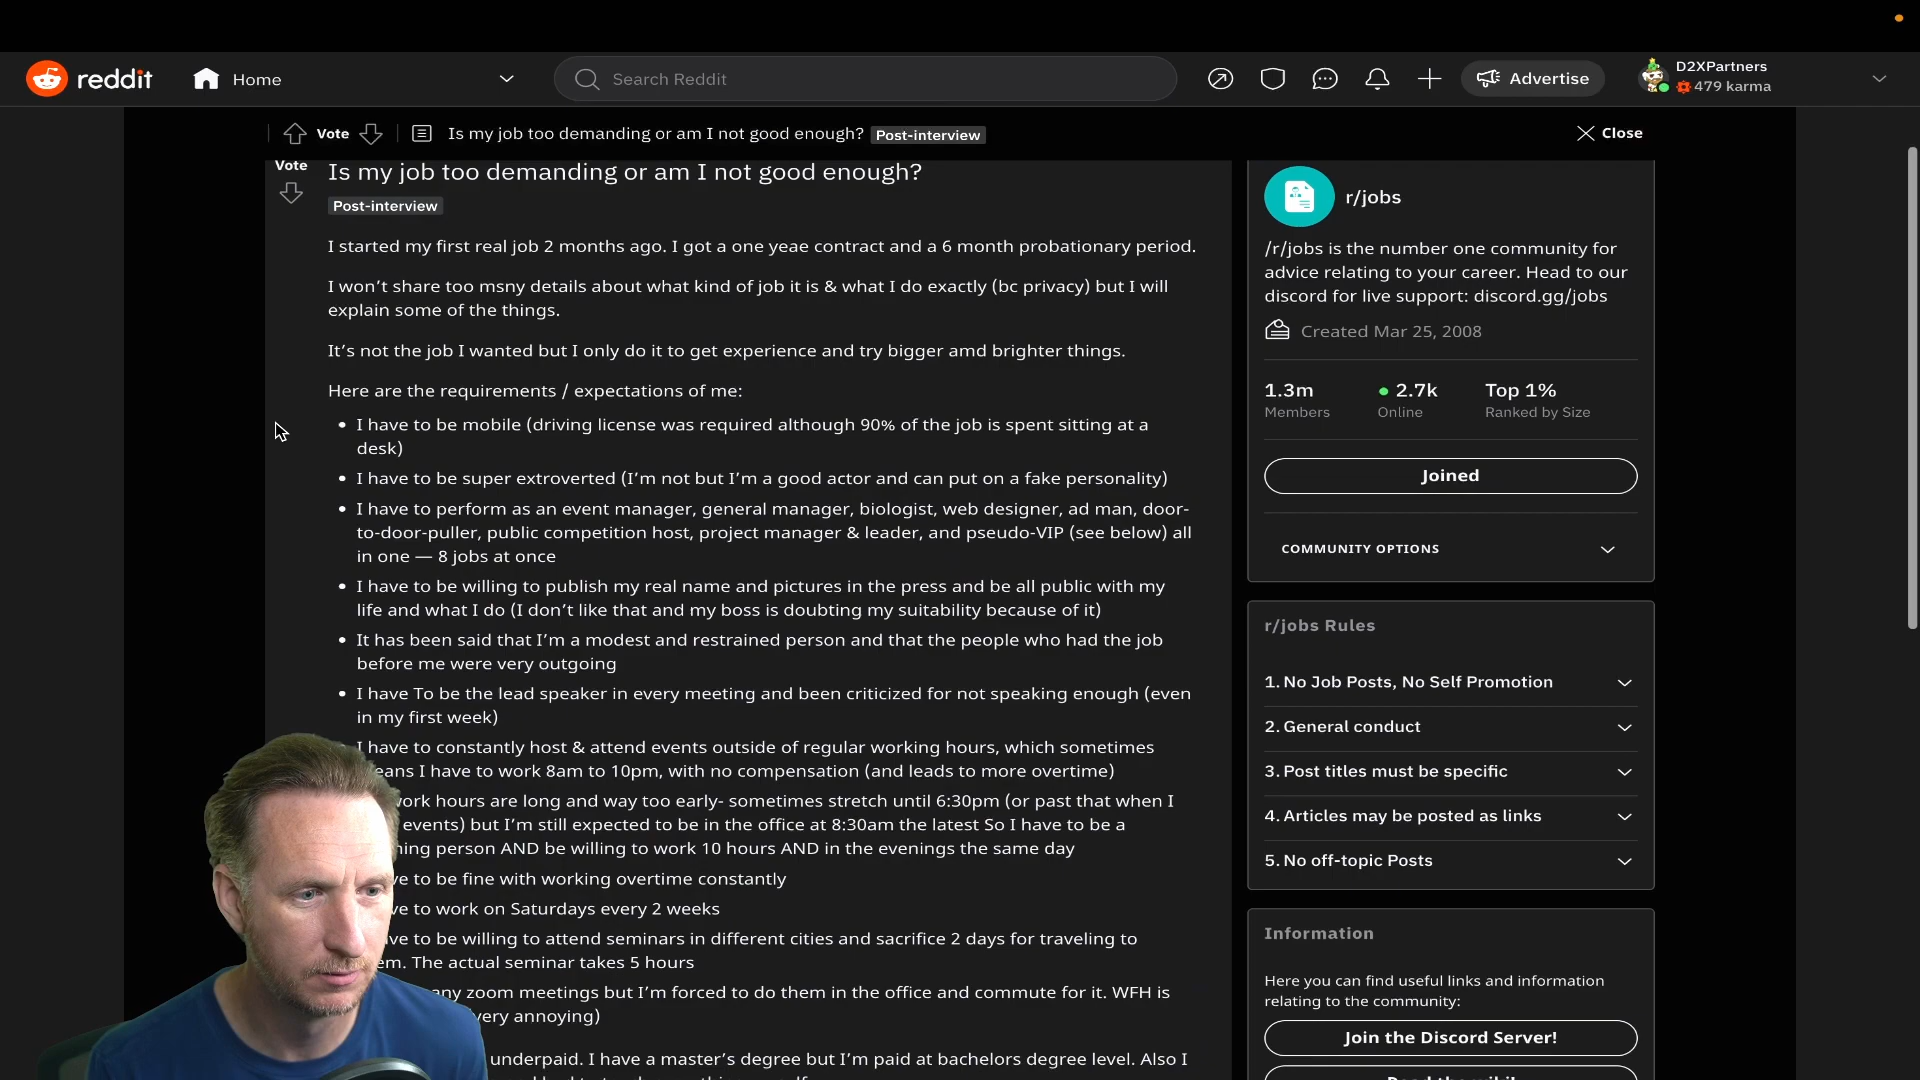 reddit
Home
Search Reddit
Advertise
D2XPartners
479 karma
Vote
Is my job too demanding or am I not good enough?
Post-interview
Close
Vote
Is my job too demanding or am I not good enough?
Post-interview
I started my first real job 2 months ago. I got a one yeae contract and a 6 month probationary period.
I won't share too msny details about what kind of job it is & what I do exactly (bc privacy) but I will
explain some of the things.
It's not the job I wanted but I only do it to get experience and try bigger amd brighter things.
Here are the requirements / expectations of me:
• I have to be mobile (driving license was required although 90% of the job is spent sitting at a
desk)
• I have to be super extroverted (I'm not but I'm a good actor and can put on a fake personality)
• I have to perform as an event manager, general manager, biologist, web designer, ad man, door-
to-door-puller, public competition host, project manager & leader, and pseudo-VIP (see below) all
in one — 8 jobs at once
• I have to be willing to publish my real name and pictures in the press and be all public with my
life and what I do (I don't like that and my boss is doubting my suitability because of it)
• It has been said that I'm a modest and restrained person and that the people who had the job
before me were very outgoing
• I have To be the lead speaker in every meeting and been criticized for not speaking enough (even
in my first week)
I have to constantly host & attend events outside of regular working hours, which sometimes
eans I have to work 8am to 10pm, with no compensation (and leads to more overtime)
work hours are long and way too early- sometimes stretch until 6:30pm (or past that when I
events) but I'm still expected to be in the office at 8:30am the latest So I have to be a
ning person AND be willing to work 10 hours AND in the evenings the same day
ve to be fine with working overtime constantly
ve to work on Saturdays every 2 weeks
ve to be willing to attend seminars in different cities and sacrifice 2 days for traveling to
em. The actual seminar takes 5 hours
any zoom meetings but I'm forced to do them in the office and commute for it. WFH is
very annoying)
underpaid. I have a master's degree but I'm paid at bachelors degree level. Also I
r/jobs
/r/jobs is the number one community for
advice relating to your career. Head to our
discord for live support: discord.gg/jobs
Created Mar 25, 2008
1.3m
Members
2.7k
Online
Top 1%
Ranked by Size
Joined
COMMUNITY OPTIONS
r/jobs Rules
1. No Job Posts, No Self Promotion
2. General conduct
3. Post titles must be specific
4. Articles may be posted as links
5. No off-topic Posts
Information
Here you can find useful links and information
relating to the community:
Join the Discord Server!